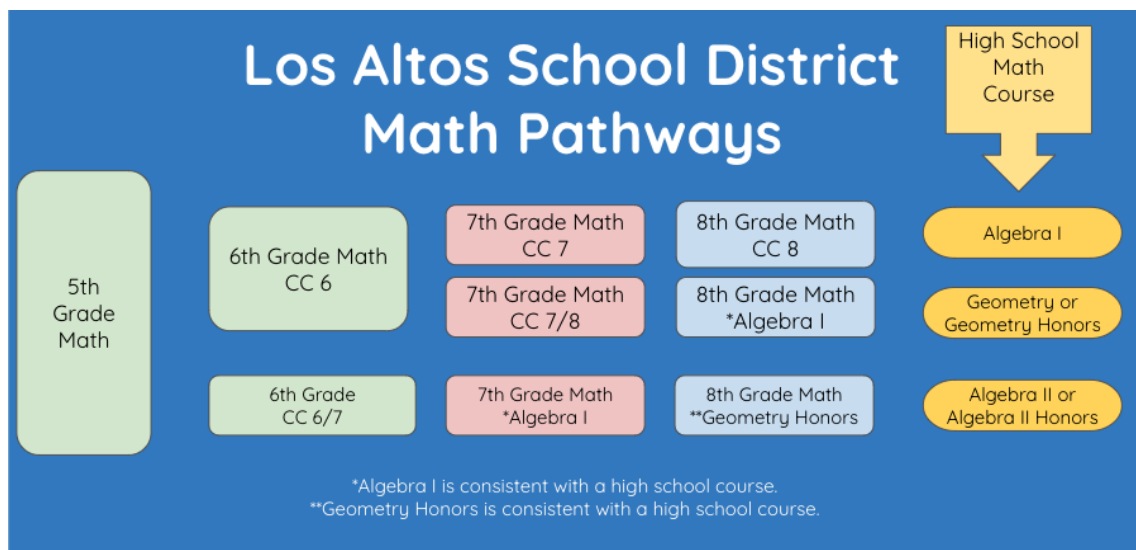 Los Altos School District
Math Pathways
High School
Math
Course
5th
Grade
Math
6th Grade Math
CC 6
7th Grade Math
CC 7
8th Grade Math
CC 8
Algebra I
7th Grade Math
CC 7/8
8th Grade Math
*Algebra I
Geometry or
Geometry Honors
6th Grade
CC 6/7
7th Grade Math
*Algebra I
8th Grade Math
**Geometry Honors
Algebra II or
Algebra II Honors
*Algebra I is consistent with a high school course.
**Geometry Honors is consistent with a high school course.